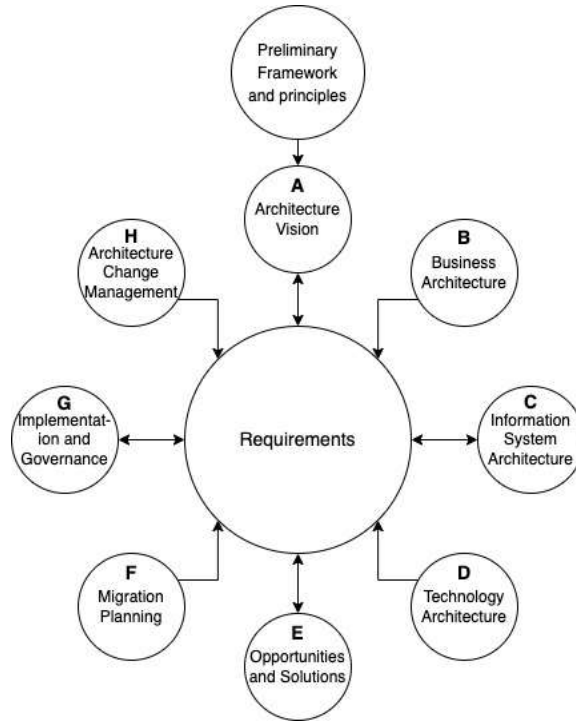 Preliminary
Framework
and principles
A
Architecture
Vision
H
Architecture
Change
Management
B
Business
Architecture
G
Implementat-
ion and
Governance
Requirements
C
Information
System
Architecture
F
Migration
Planning
D
Technology
Architecture
E
Opportunities
and Solutions